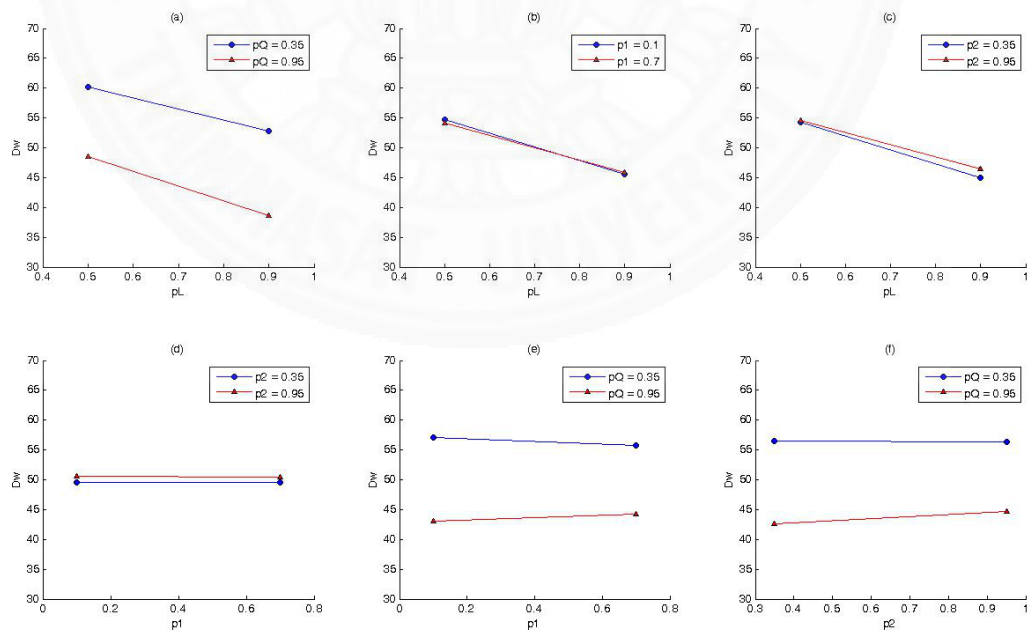 (a)
70
65
60
55
50
45
40
35
30
Dw
0.4 0.5 0.6 0.7 0.8 0.9 1
pL
pQ = 0.35
pQ = 0.95
(b)
70
65
60
55
50
45
40
35
30
Dw
0.4 0.5 0.6 0.7 0.8 0.9 1
pL
p1 = 0.1
p1 = 0.7
(c)
70
65
60
55
50
45
40
35
30
Dw
0.4 0.5 0.6 0.7 0.8 0.9 1
pL
p2 = 0.35
p2 = 0.95
(d)
70
65
60
55
50
45
40
35
30
Dw
0 0.2 0.4 0.6 0.8
p1
p2 = 0.35
p2 = 0.95
(e)
70
65
60
55
50
45
40
35
30
Dw
0 0.2 0.4 0.6 0.8
p1
pQ = 0.35
pQ = 0.95
(f)
70
65
60
55
50
45
40
35
30
Dw
0.3 0.4 0.5 0.6 0.7 0.8 0.9 1
p2
pQ = 0.35
pQ = 0.95